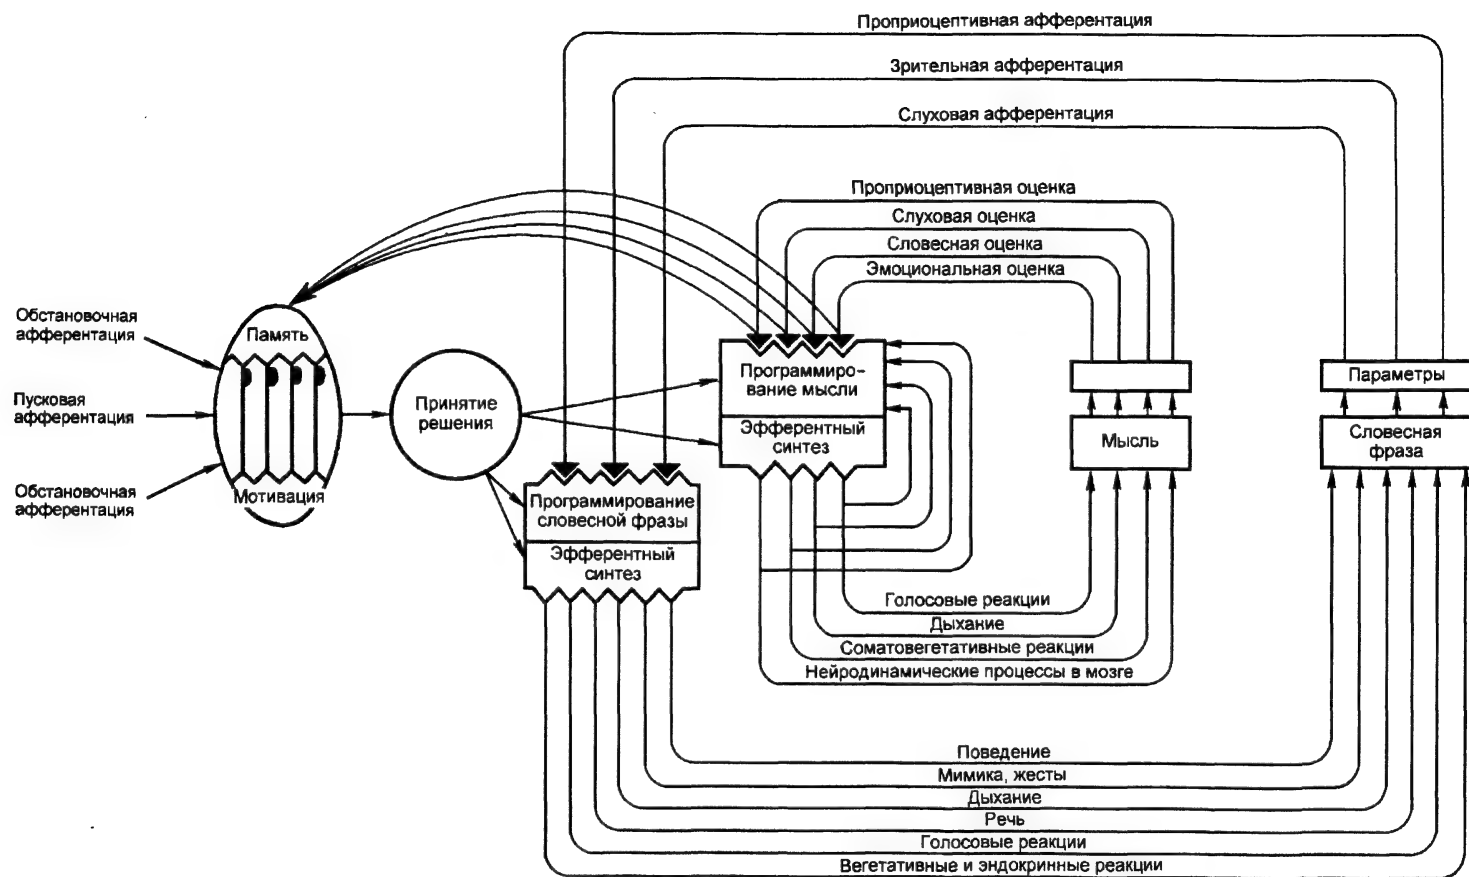 Проприоцептивная афферентация
Зрительная афферентация
Слуховая афферентация
Проприоцептивная оценка
Слуховая оценка
Словесная оценка
Эмоциональная оценка
Обстановочная
афферентация
Пусковая
афферентация
Обстановочная
афферентация
Память
Мотивация
Принятие
решения
Программиро-
вание мысли
Эфферентный
синтез
Программирование
словесной фразы
Эфферентный
синтез
Мысль
Параметры
Словесная
фраза
Голосовые реакции
Дыхание
Соматовегетативные реакции
Нейродинамические процессы в мозге
Поведение
Мимика, жесты
Дыхание
Речь
Голосовые реакции
Вегетативные и эндокринные реакции